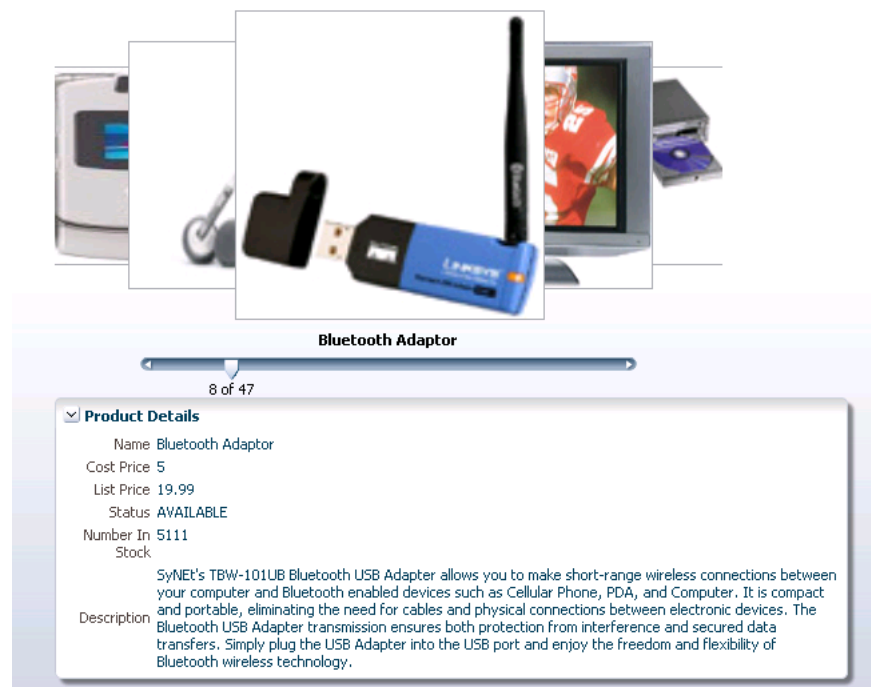 LINKSYS
Bluetooth Adaptor
8 of 47
Product Details
Name Bluetooth Adaptor
Cost Price 5
List Price 19.99
Status AVAILABLE
Number In 5111
Stock
SyNEt's TBW-101UB Bluetooth USB Adapter allows you to make short-range wireless connections between
your computer and Bluetooth enabled devices such as Cellular Phone, PDA, and Computer. It is compact
Description and portable, eliminating the need for cables and physical connections between electronic devices. The
Bluetooth USB Adapter transmission ensures both protection from interference and secured data
transfers. Simply plug the USB Adapter into the USB port and enjoy the freedom and flexibility of
Bluetooth wireless technology.